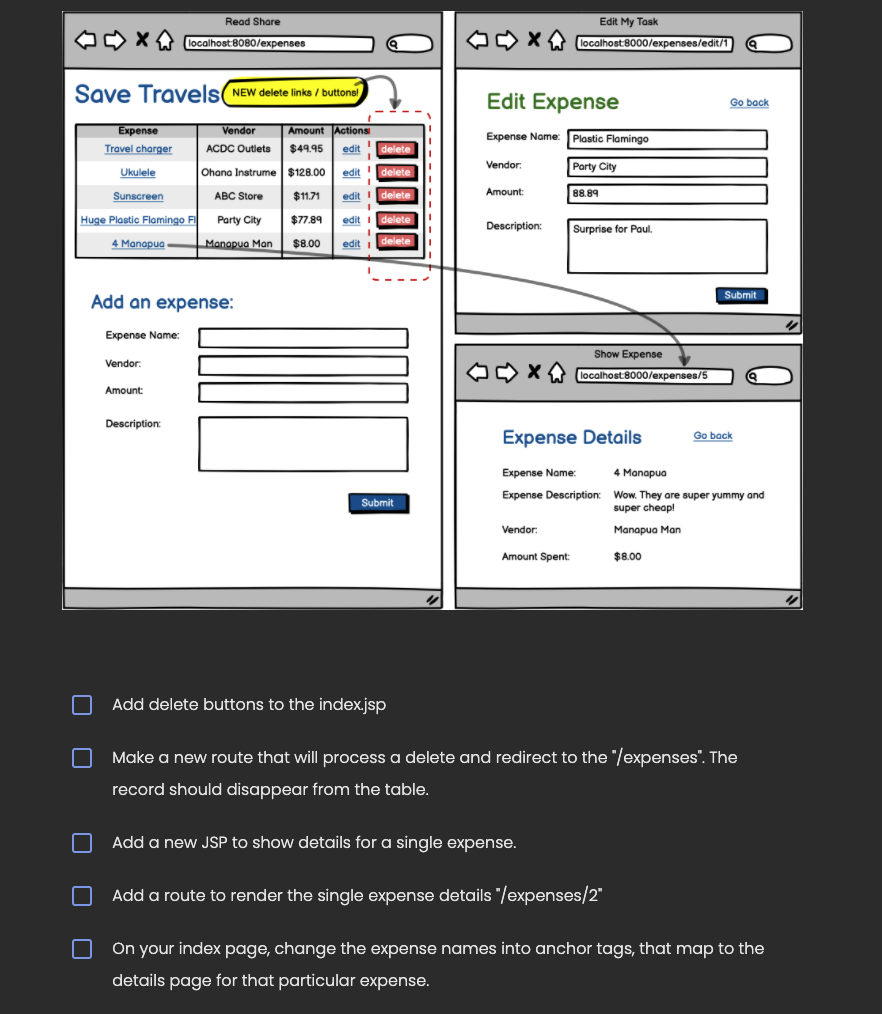 Read Share
localhost:8080/expenses
Save Travels
NEW delete links / buttons!
Expense Vendor Amount Actions
Travel charger ACDC Outlets $49.95 edit delete
Ukulele Ohana Instrume $128.00 edit delete
Sunscreen ABC Store $11.71 edit delete
Huge Plastic Flamingo Fl Party City $77.89 edit delete
4 Manapua Manapua Man $8.00 edit delete
Add an expense:
Expense Name:
Vendor:
Amount:
Description:
Submit
Edit My Task
localhost:8000/expenses/edit/1
Edit Expense
Go back
Expense Name: Plastic Flamingo
Vendor: Party City
Amount: 88.89
Description: Surprise for Paul.
Submit
Show Expense
localhost:8000/expenses/5
Expense Details
Go back
Expense Name: 4 Manapua
Expense Description: Wow. They are super yummy and
super cheap!
Vendor: Manapua Man
Amount Spent: $8.00
Add delete buttons to the index.jsp
Make a new route that will process a delete and redirect to the "/expenses". The
record should disappear from the table.
Add a new JSP to show details for a single expense.
Add a route to render the single expense details "/expenses/2"
On your index page, change the expense names into anchor tags, that map to the
details page for that particular expense.